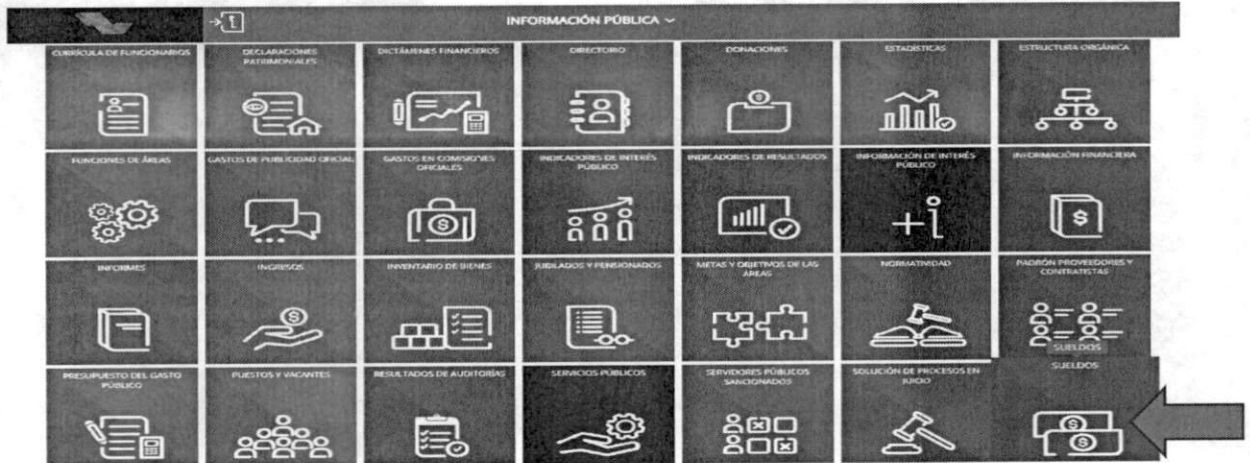 INFORMACIÓN PÚBLICA
CURRÍCULA DE FUNCIONARIOS
DECLARACIONES
PATRIMONIALES
DICTÁMENES FINANCIEROS
DIRECTORIO
DONACIONES
ESTADÍSTICAS
ESTRUCTURA ORGÁNICA
FUNCIONES DE ÁREAS
GASTOS DE PUBLICIDAD OFICIAL
GASTOS EN COMISIONES
OFICIALES
INDICADORES DE INTERÉS
PÚBLICO
INDICADORES DE RESULTADOS
INFORMACIÓN DE INTERÉS
PÚBLICO
INFORMACIÓN FINANCIERA
INFORMES
INGRESOS
INVENTARIO DE BIENES
JUBILADOS Y PENSIONADOS
METAS Y OBJETIVOS DE LAS
ÁREAS
NORMATIVIDAD
PADRÓN PROVEEDORES Y
CONTRATISTAS
SUELDOS
PRESUPUESTO DEL GASTO
PÚBLICO
PUESTOS Y VACANTES
RESULTADOS DE AUDITORÍAS
SERVICIOS PÚBLICOS
SERVIDORES PÚBLICOS
SANCIONADOS
SOLUCIÓN DE PROCESOS EN
JUICIO
SUELDOS